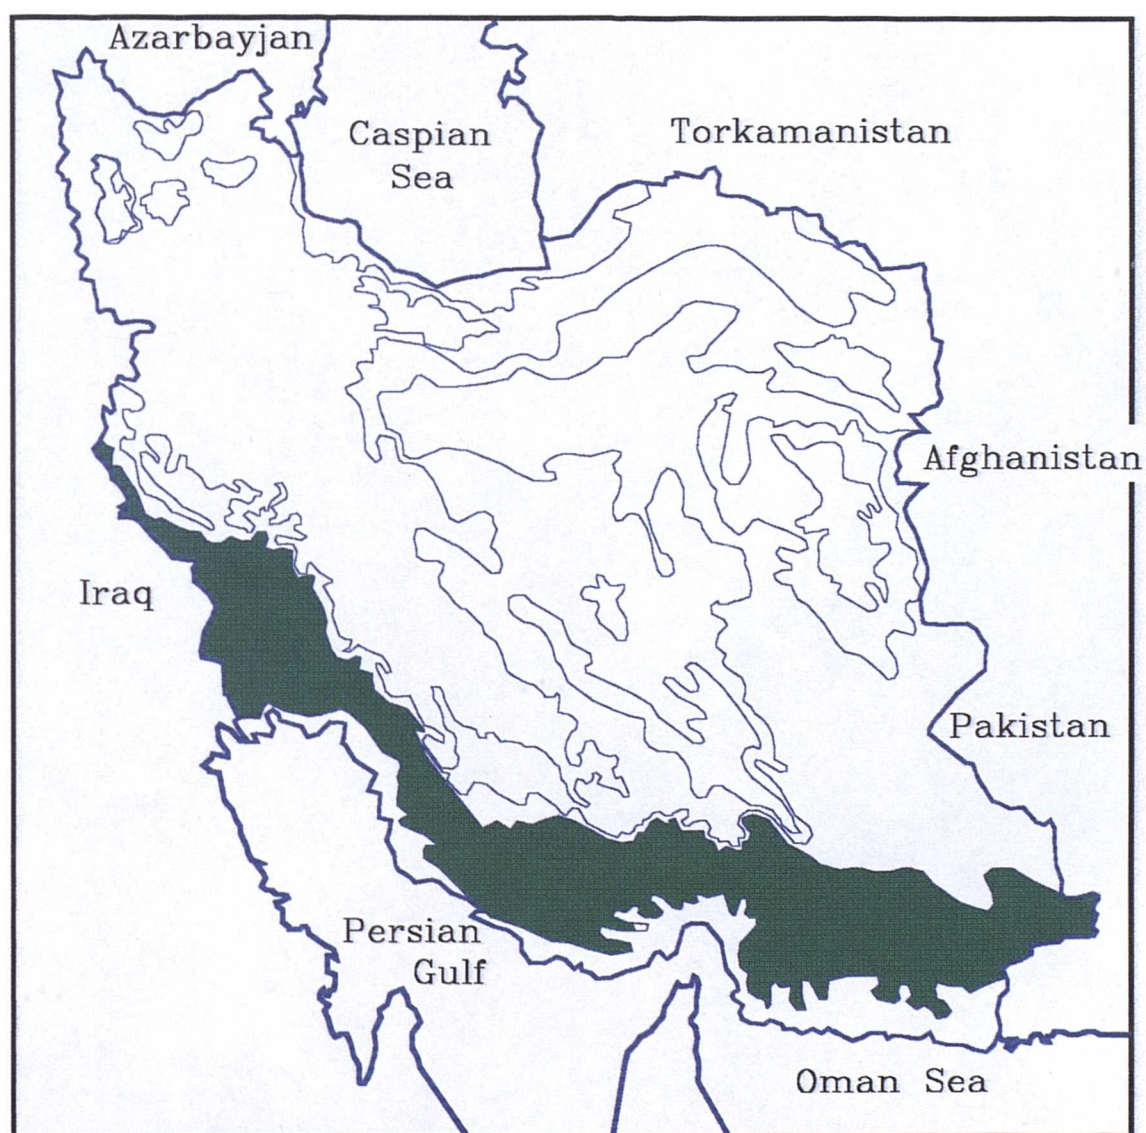 Azarbayjan
Caspian
Sea
Torkamanistan
Afghanistan
Iraq
Pakistan
Persian
Gulf
Oman Sea